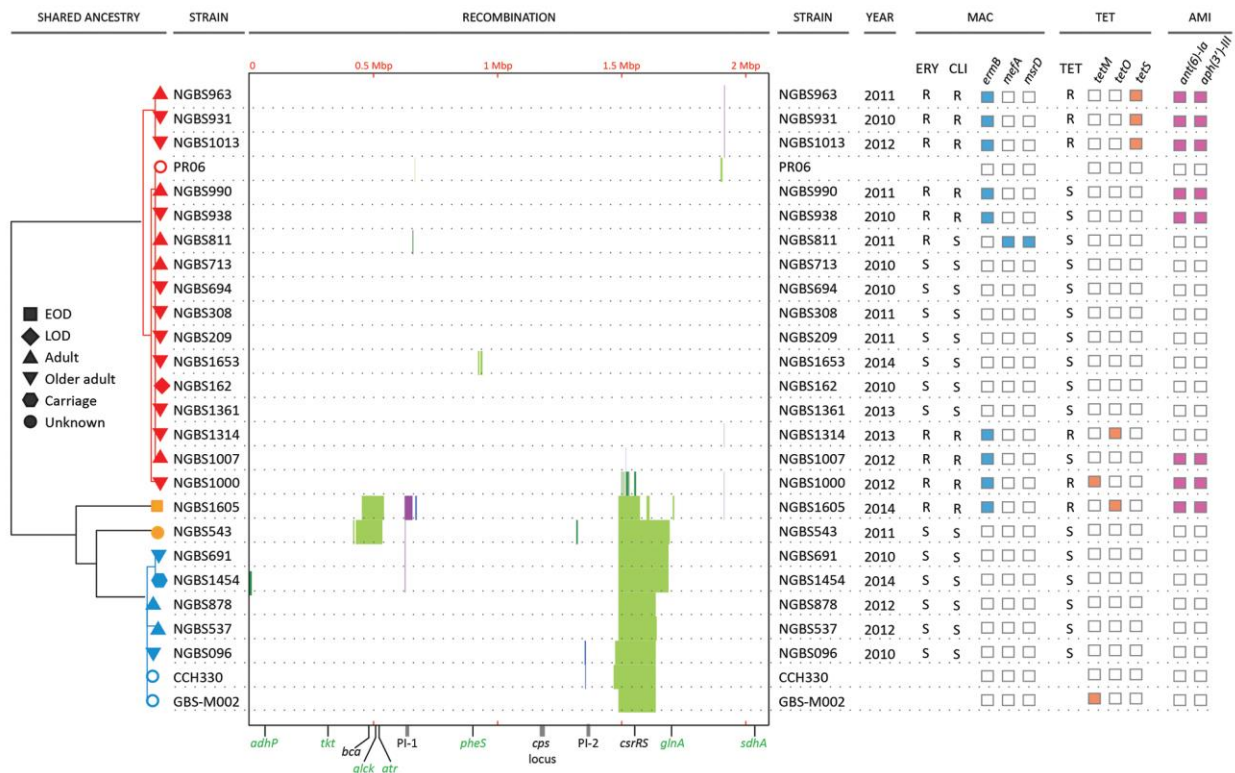 SHARED ANCESTRY STRAIN RECOMBINATION STRAIN YEAR MAC TET AMI
ERY CLI ermB mefA msrD TET tetM tetO tetS ant(6)-Ia aph(3')-III
0 0.5 Mbp 1 Mbp 1.5 Mbp 2 Mbp
NGBS963 NGBS963 2011 R R R
NGBS931 NGBS931 2010 R R R
NGBS1013 NGBS1013 2012 R R R
PR06 PR06
NGBS990 NGBS990 2011 R R S
NGBS938 NGBS938 2010 R R S
NGBS811 NGBS811 2011 R S S
NGBS713 NGBS713 2010 S S S
NGBS694 NGBS694 2010 S S S
NGBS308 NGBS308 2011 S S S
NGBS209 NGBS209 2011 S S S
NGBS1653 NGBS1653 2014 S S S
NGBS162 NGBS162 2010 S S S
NGBS1361 NGBS1361 2013 S S S
NGBS1314 NGBS1314 2013 R R R
NGBS1007 NGBS1007 2012 R R S
NGBS1000 NGBS1000 2012 R R R
NGBS1605 NGBS1605 2014 R R R
NGBS543 NGBS543 2011 S S S
NGBS691 NGBS691 2010 S S S
NGBS1454 NGBS1454 2014 S S S
NGBS878 NGBS878 2012 S S S
NGBS537 NGBS537 2012 S S S
NGBS096 NGBS096 2010 S S S
CCH330 CCH330
GBS-M002 GBS-M002
EOD
LOD
Adult
Older adult
Carriage
Unknown
adhP tkt bca PI-1 pheS cps PI-2 csrRS glnA sdhA
locus
glck atr